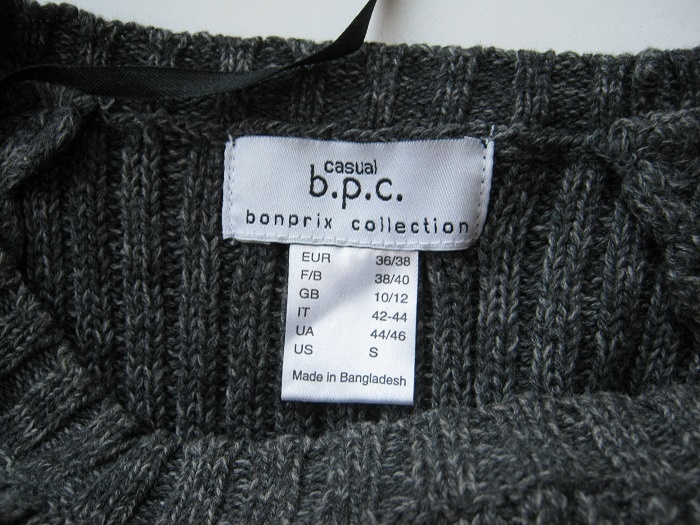 casual
b.p.c.
bonprix collection
EUR 36/38
F/B 38/40
GB 10/12
IT 42-44
UA 44/46
US S
Made in Bangladesh